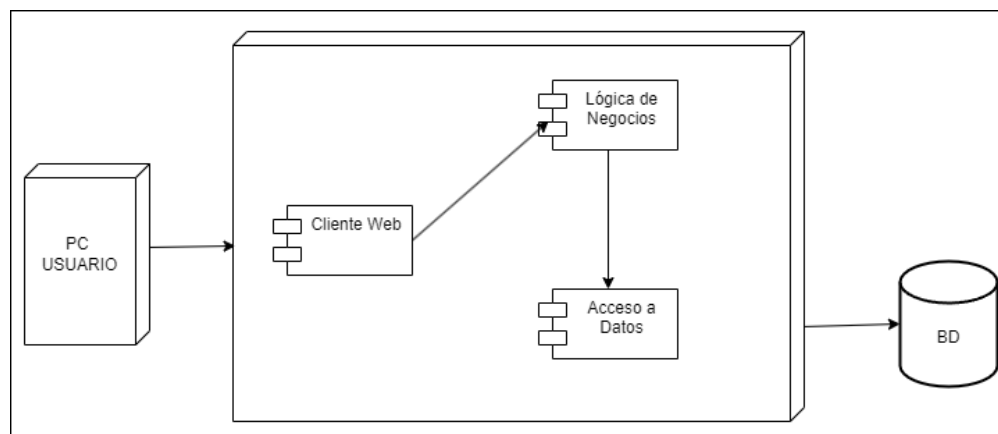 Lógica de
Negocios
Cliente Web
PC
USUARIO
Acceso a
Datos
BD